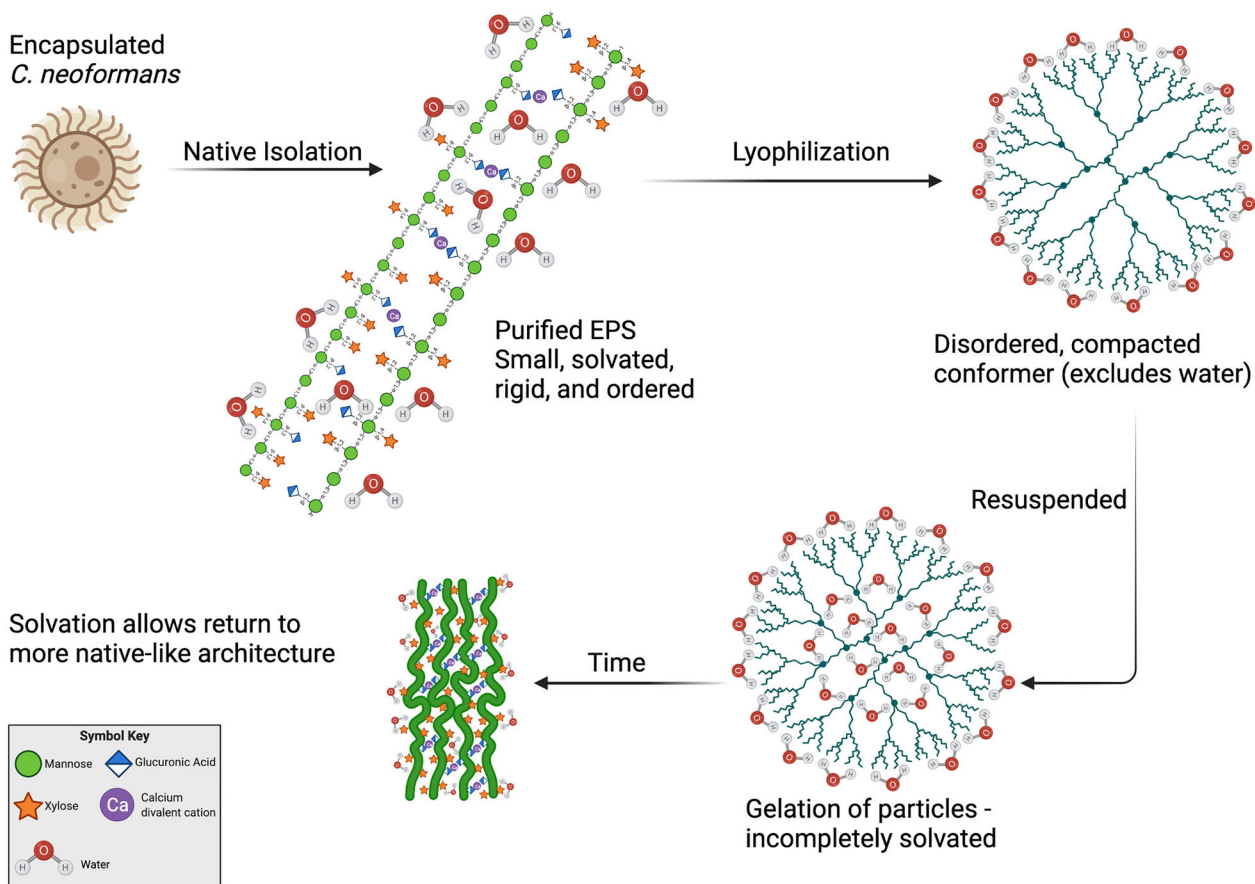 Encapsulated
C. neoformans
Native Isolation
Lyophilization
Purified EPS
Small, solvated,
rigid, and ordered
Disordered, compacted
conformer (excludes water)
Resuspended
Gelation of particles -
incompletely solvated
Time
Solvation allows return to
more native-like architecture
Symbol Key
Mannose
Glucuronic Acid
Xylose
Ca
Calcium
divalent cation
O
H H
Water